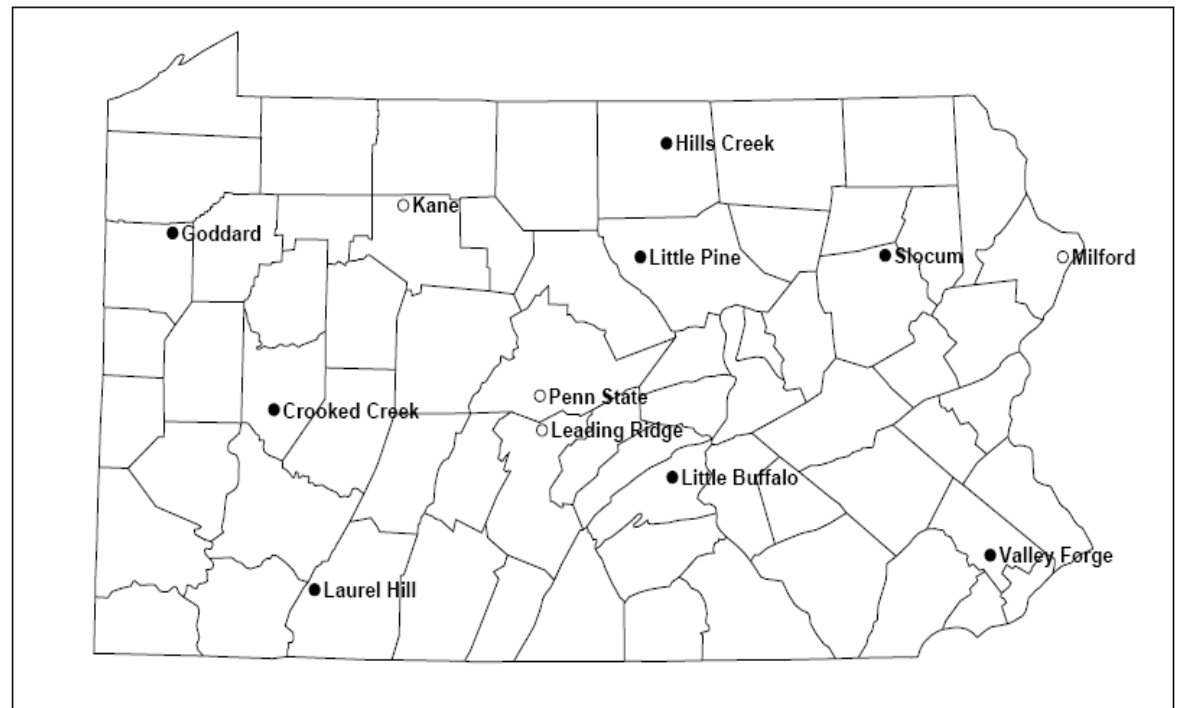 Hills Creek
Kane
Goddard
Little Pine
Slocum
Milford
Penn State
Crooked Creek
Leading Ridge
Little Buffalo
Valley Forge
Laurel Hill